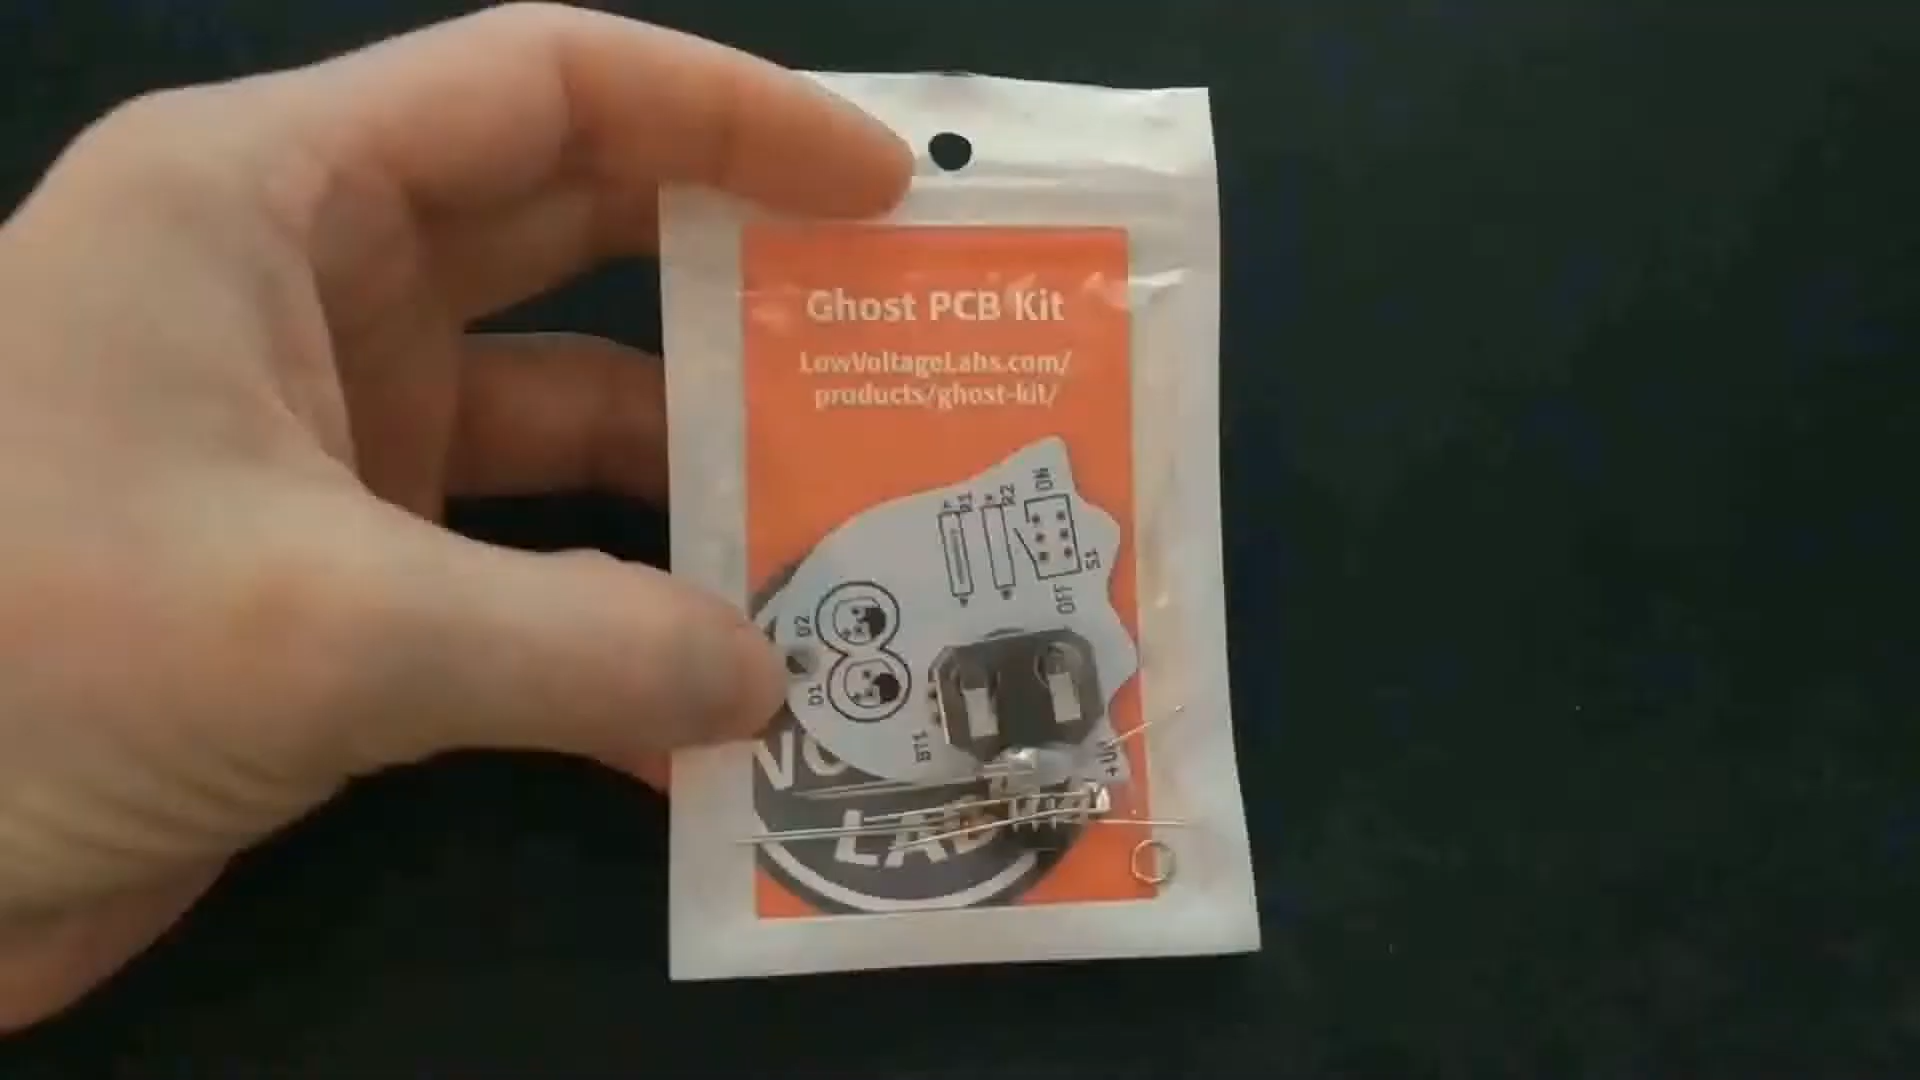 Ghost PCB Kit
LowVoltageLabs.com/
products/ghost-kit/
ON
R1
R2
S1
OFF
D2
D1
BT1